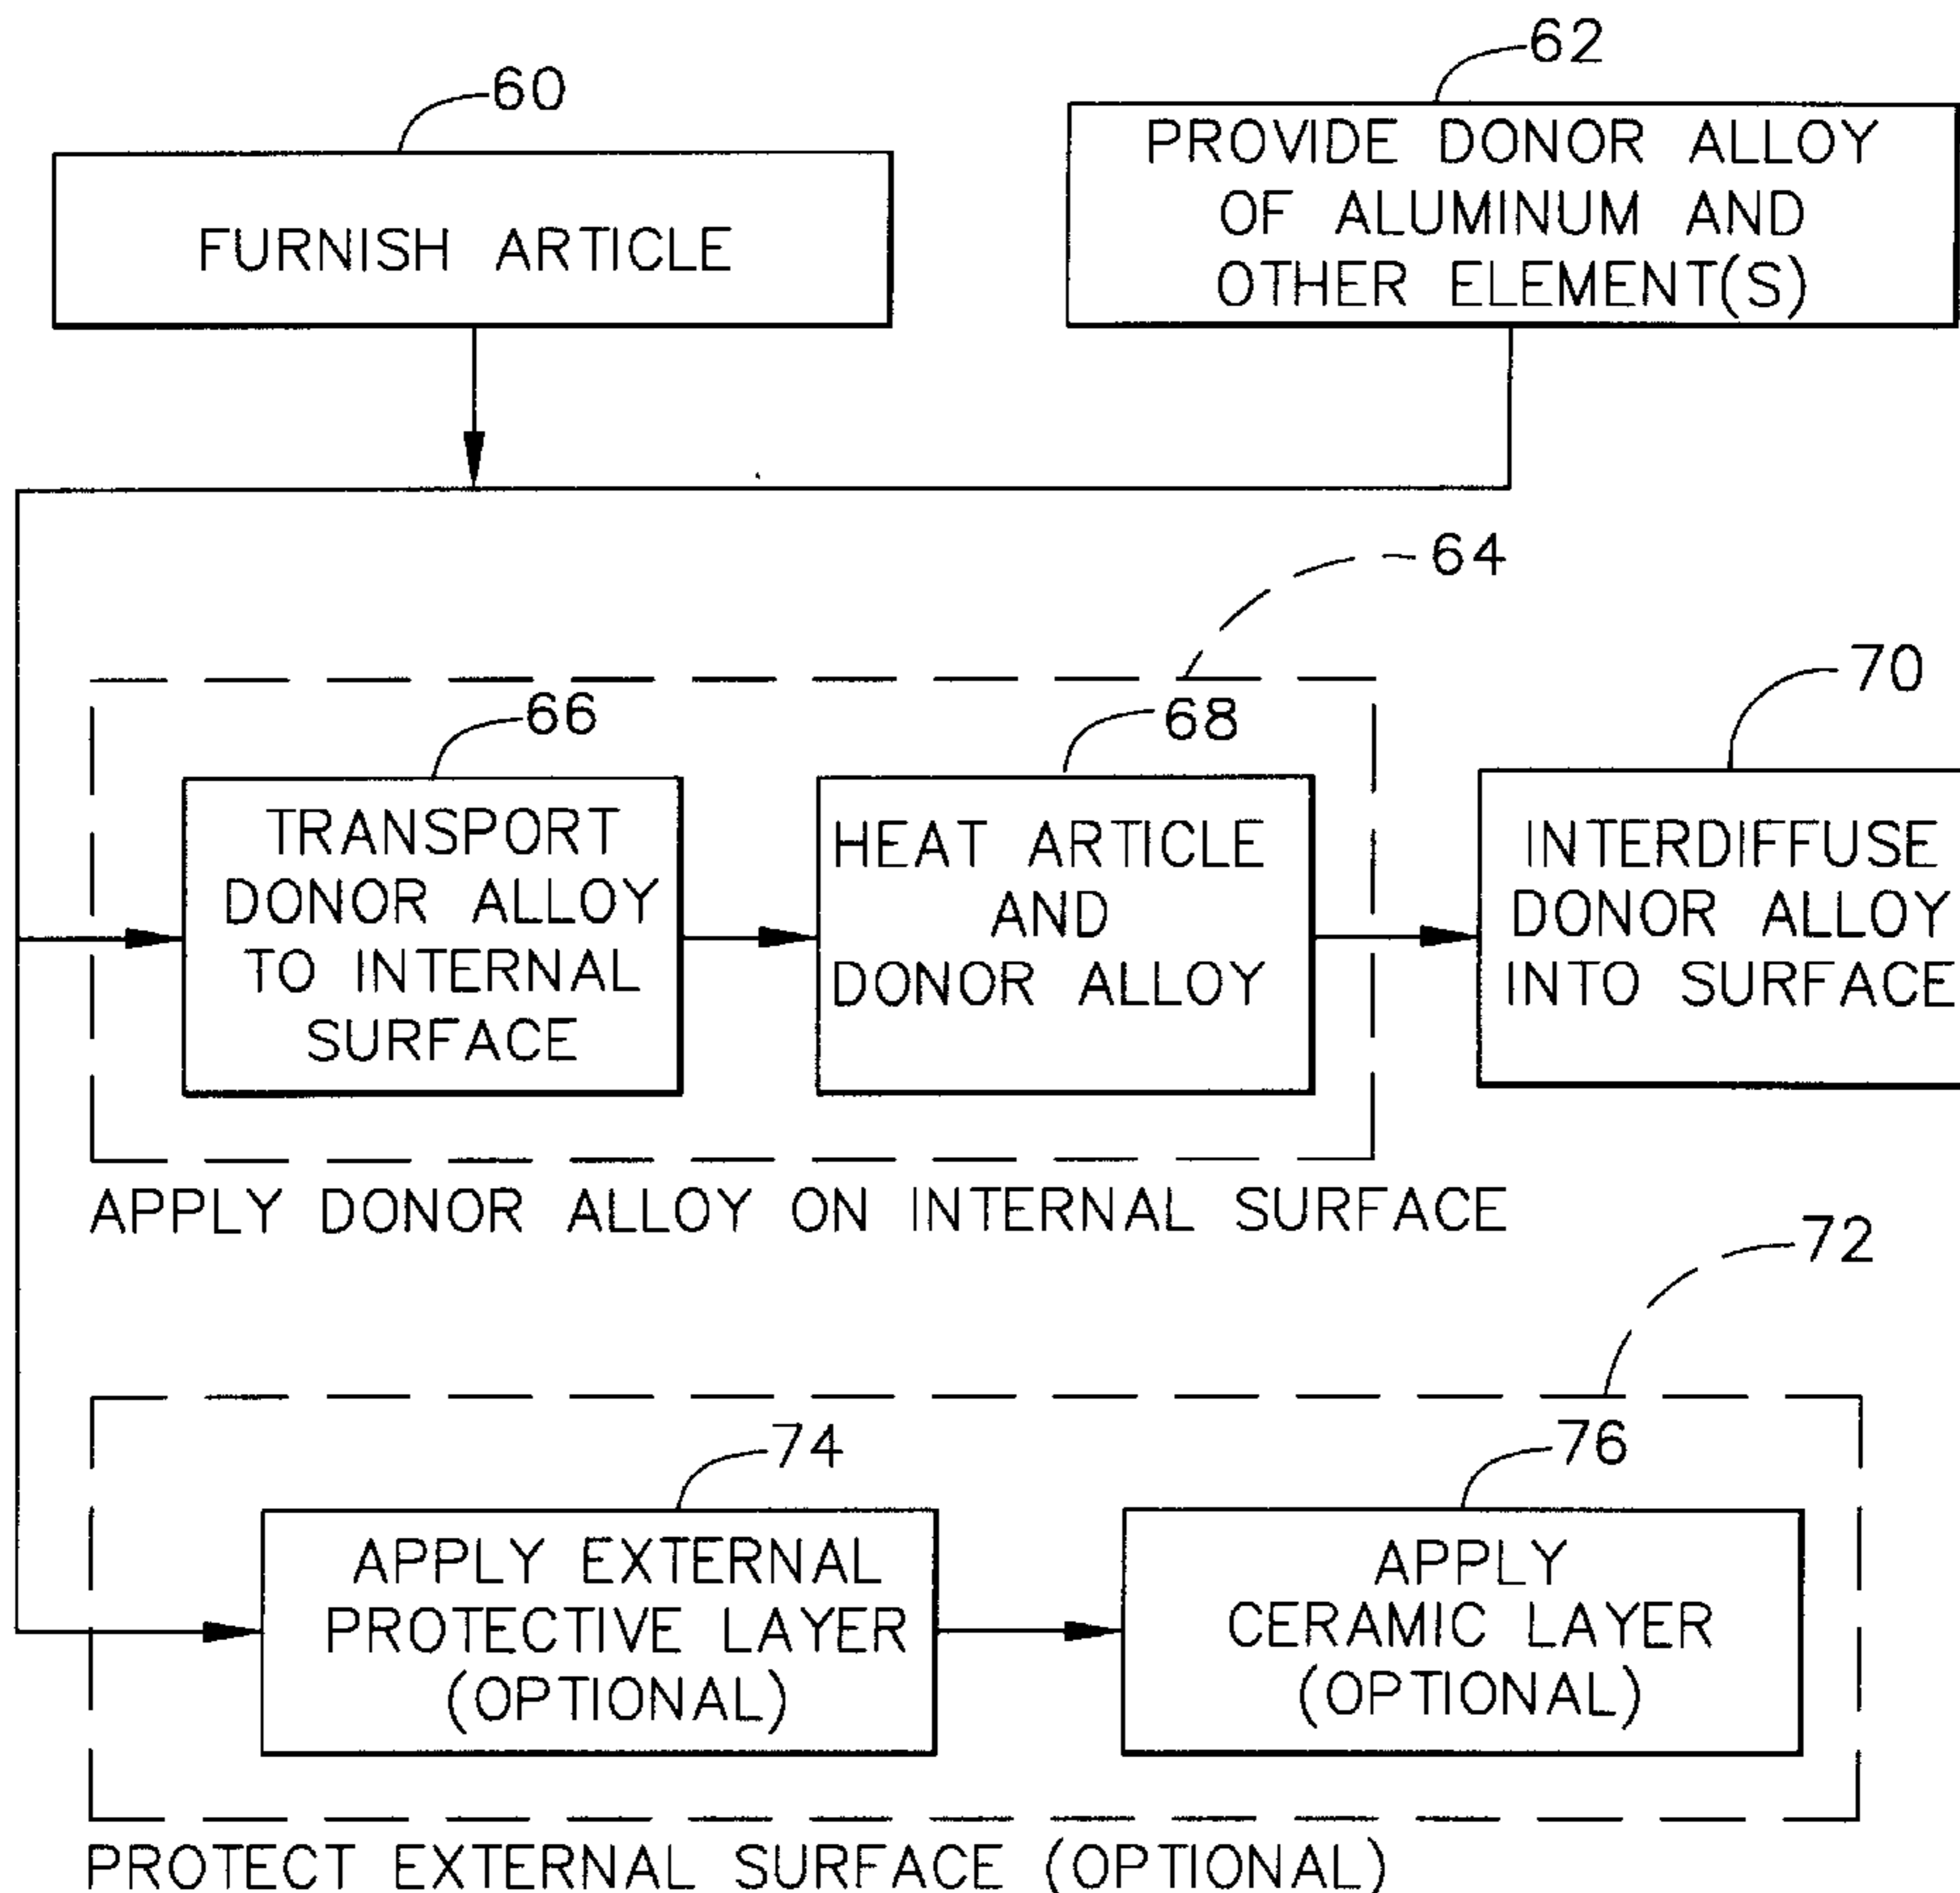 60
62
FURNISH ARTICLE
PROVIDE DONOR ALLOY
OF ALUMINUM AND
OTHER ELEMENT(S)
64
66
68
70
TRANSPORT
DONOR ALLOY
TO INTERNAL
SURFACE
HEAT ARTICLE
AND
DONOR ALLOY
INTERDIFFUSE
DONOR ALLOY
INTO SURFACE
APPLY DONOR ALLOY ON INTERNAL SURFACE
72
74
76
APPLY EXTERNAL
PROTECTIVE LAYER
(OPTIONAL)
APPLY
CERAMIC LAYER
(OPTIONAL)
PROTECT EXTERNAL SURFACE (OPTIONAL)